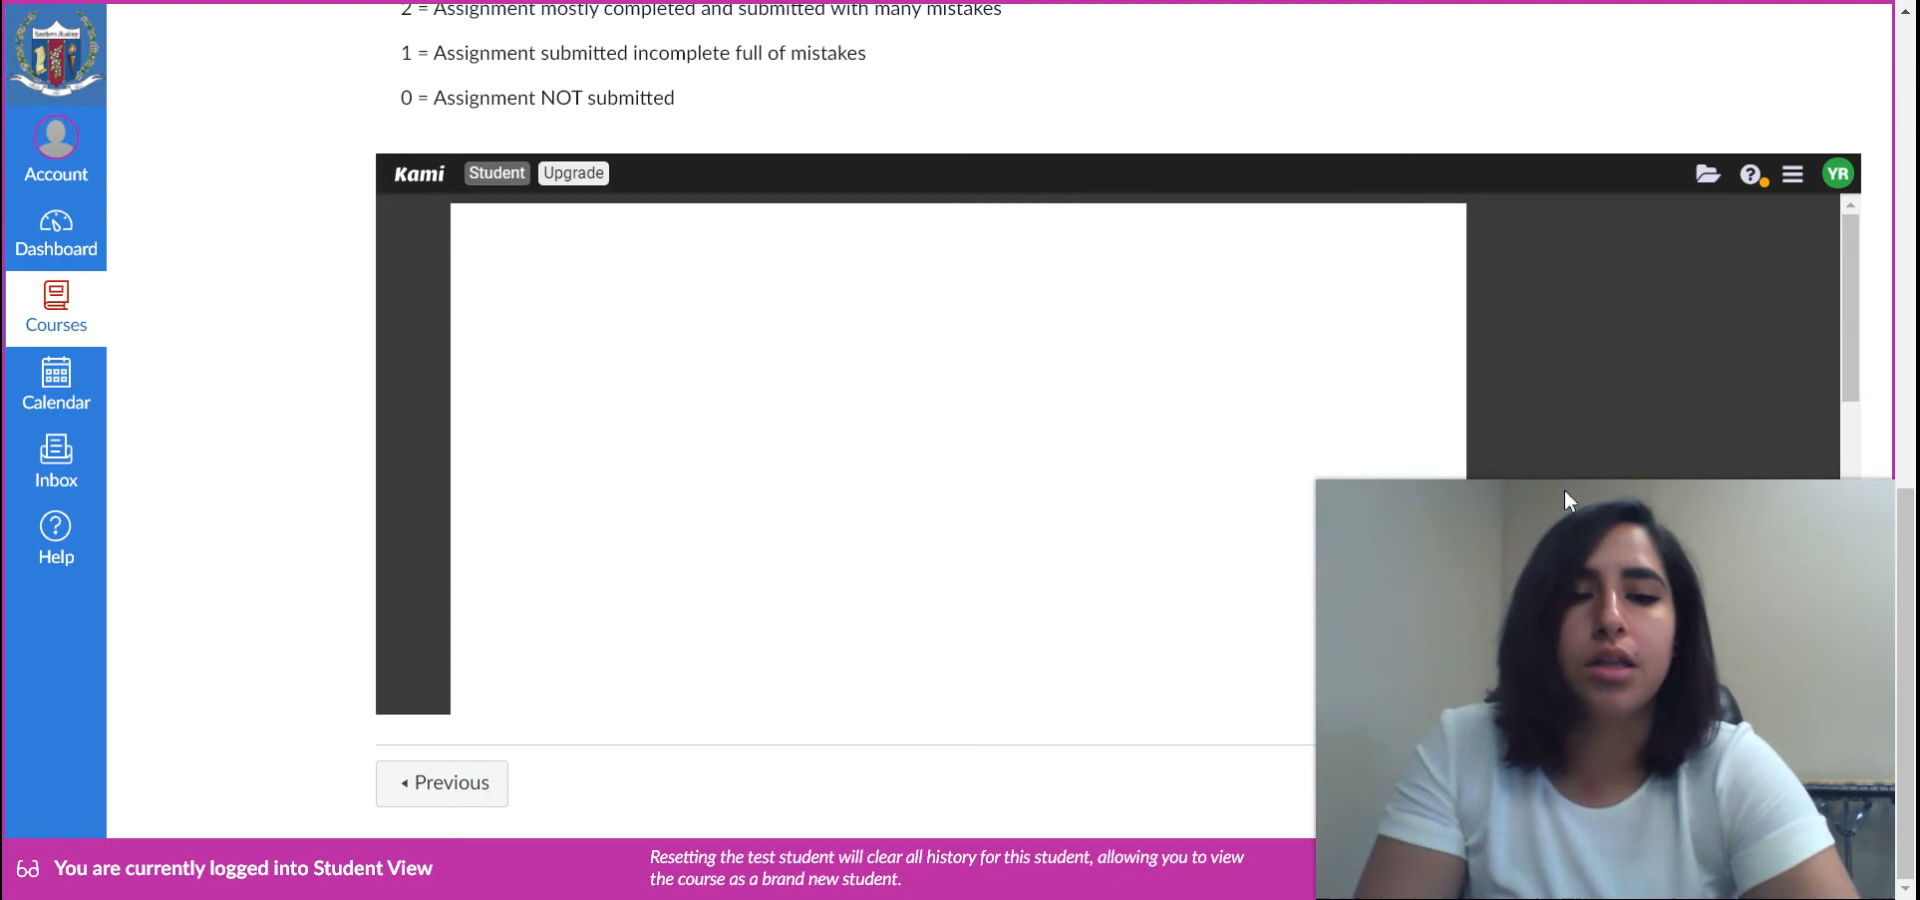 2 = Assignment mostly completed and submitted with many mistakes
1 = Assignment submitted incomplete full of mistakes
0 = Assignment NOT submitted
Account
Dashboard
Courses
Calendar
Inbox
Help
Kami Student Upgrade
YR
Previous
You are currently logged into Student View
Resetting the test student will clear all history for this student, allowing you to view
the course as a brand new student.